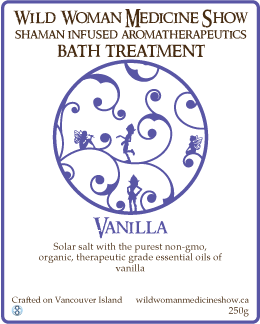 WILD WOMAN MEDICINE SHOW
SHAMAN INFUSED AROMATHERAPEUTICS
BATH TREATMENT
VANILLA
Solar salt with the purest non-gmo,
organic, therapeutic grade essential oils of
vanilla
Crafted on Vancouver Island wildwomanmedicineshow.ca
250g